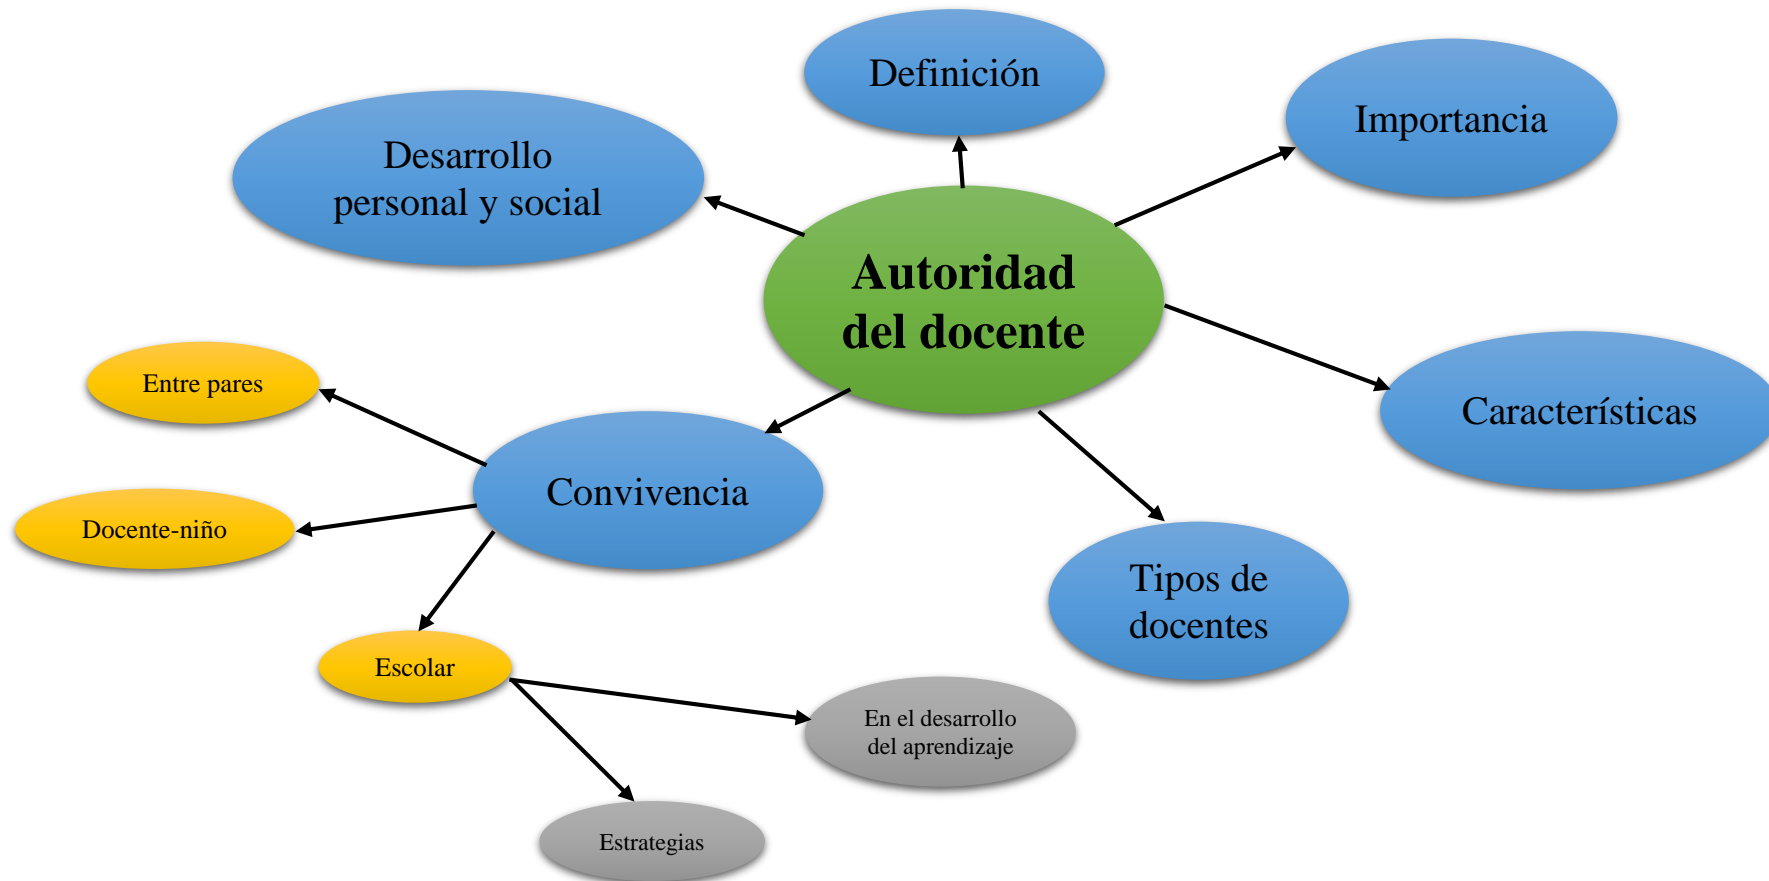 Definición
Importancia
Desarrollo
personal y social
Autoridad
del docente
Entre pares
Características
Convivencia
Docente-niño
Tipos de
docentes
Escolar
En el desarrollo
del aprendizaje
Estrategias